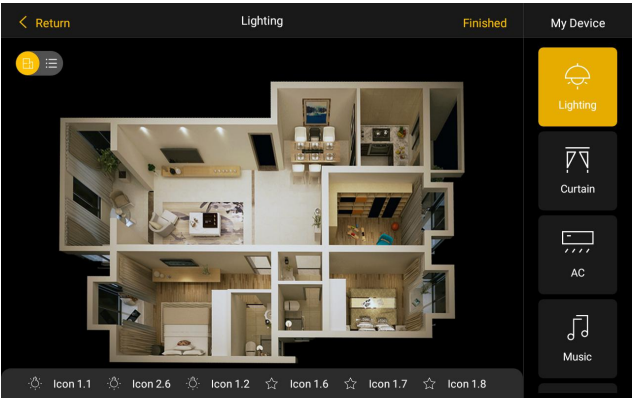 Return
Lighting
Finished
My Device
Lighting
Curtain
AC
Music
Icon 1.1
Icon 2.6
Icon 1.2
Icon 1.6
Icon 1.7
Icon 1.8